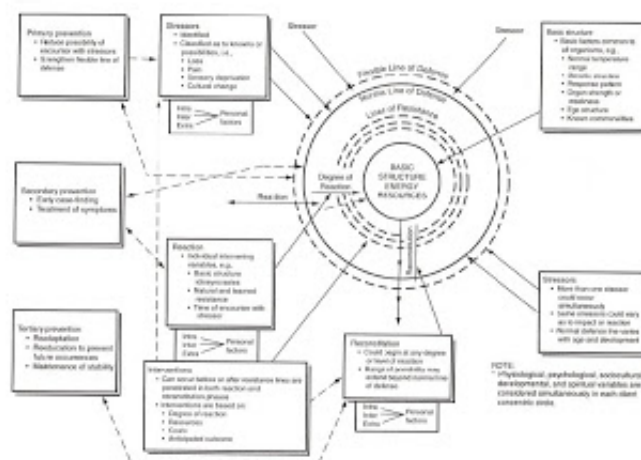 Primary prevention
• Reduce possibility of
encounter with stressors
• Strengthen flexible line of
defense
Stressors
• Identified
• Classified as to knowns or
possibilities, i.e.,
• Loss
• Pain
• Sensory deprivation
• Cultural change
Intra
Inter
Extra
Personal
factors
Stressor
Stressor
Basic structure
• Basic factors common to
all organisms, e.g.,
• Normal temperature
range
• Genetic structure
• Response pattern
• Organ strength or
weakness
• Ego structure
• Known commonalities
Flexible Line of Defense
Normal Line of Defense
Lines of Resistance
BASIC
STRUCTURE
ENERGY
RESOURCES
Degree of
Reaction
Reaction
Reconstitution
Secondary prevention
• Early case-finding
• Treatment of symptoms
Reaction
• Individual intervening
variables, e.g.,
• Basic structure
idiosyncrasies
• Natural and learned
resistance
• Time of encounter with
stressor
Intra
Inter
Extra
Personal
factors
Tertiary prevention
• Readaptation
• Reeducation to prevent
future occurrences
• Maintenance of stability
Interventions
• Can occur before or after resistance lines are
penetrated in both reaction and
reconstitution phases
• Interventions are based on:
• Degree of reaction
• Resources
• Goals
• Anticipated outcome
Reconstitution
• Could begin at any degree
or level of reaction
• Range of possibility may
extend beyond normal line of
defense
Intra
Inter
Extra
Personal
factors
Stressors
• More than one stressor
could occur
simultaneously
• Same stressors could vary
as to impact or reaction
• Normal defense line varies
with age and development
NOTE:
* Physiological, psychological, sociocultural,
developmental, and spiritual variables are
considered simultaneously in each client
concentric circle.